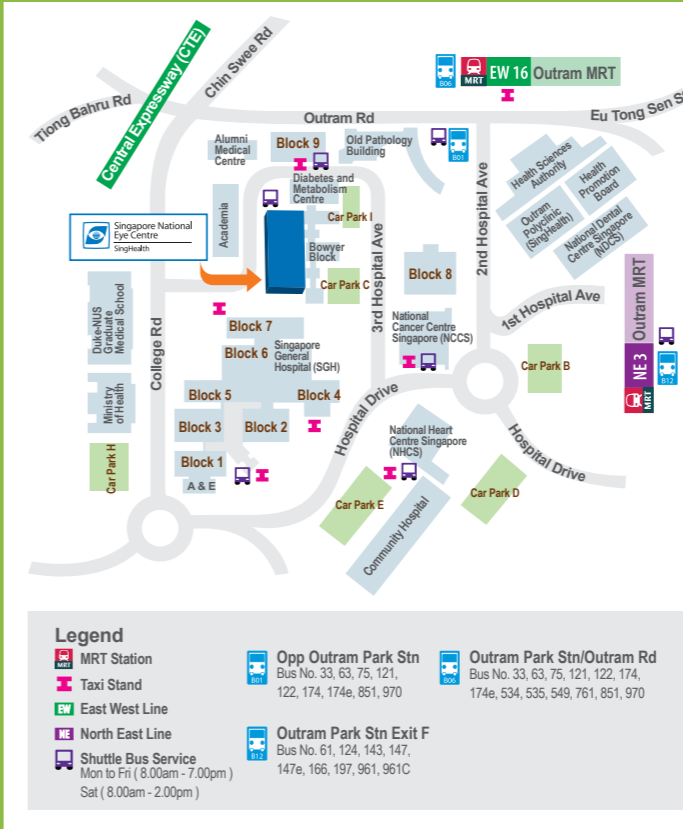 Central Expressway (CTE)
Chin Swee Rd
Tiong Bahru Rd
B06
MRT
EW 16
Outram MRT
Outram Rd
Eu Tong Sen S
Alumni
Medical
Centre
Block 9
Old Pathology
Building
B01
2nd Hospital Ave
Health Sciences
Authority
Health
Promotion
Board
Outram
Polyclinic
(SingHealth)
National Dental
Centre Singapore
(NDCS)
Diabetes and
Metabolism
Centre
Academia
Car Park I
Singapore National
Eye Centre
SingHealth
Bowyer
Block
Car Park C
3rd Hospital Ave
Block 8
Outram MRT
NE 3
MRT
B12
1st Hospital Ave
Duke-NUS
Graduate
Medical School
College Rd
Block 7
National
Cancer Centre
Singapore (NCCS)
Block 6
Singapore
General
Hospital (SGH)
Car Park B
Ministry
of Health
Block 5
Block 4
Hospital Drive
Block 3
Block 2
National Heart
Centre Singapore
(NHCS)
Hospital Drive
Car Park H
Block 1
A & E
Car Park E
Car Park D
Community Hospital
Legend
MRT
MRT Station
Taxi Stand
EW
East West Line
NE
North East Line
Shuttle Bus Service
Mon to Fri ( 8.00am - 7.00pm )
Sat ( 8.00am - 2.00pm )
B01
Opp Outram Park Stn
Bus No. 33, 63, 75, 121,
122, 174, 174e, 851, 970
B12
Outram Park Stn Exit F
Bus No. 61, 124, 143, 147,
147e, 166, 197, 961, 961C
B06
Outram Park Stn/Outram Rd
Bus No. 33, 63, 75, 121, 122, 174,
174e, 534, 535, 549, 761, 851, 970